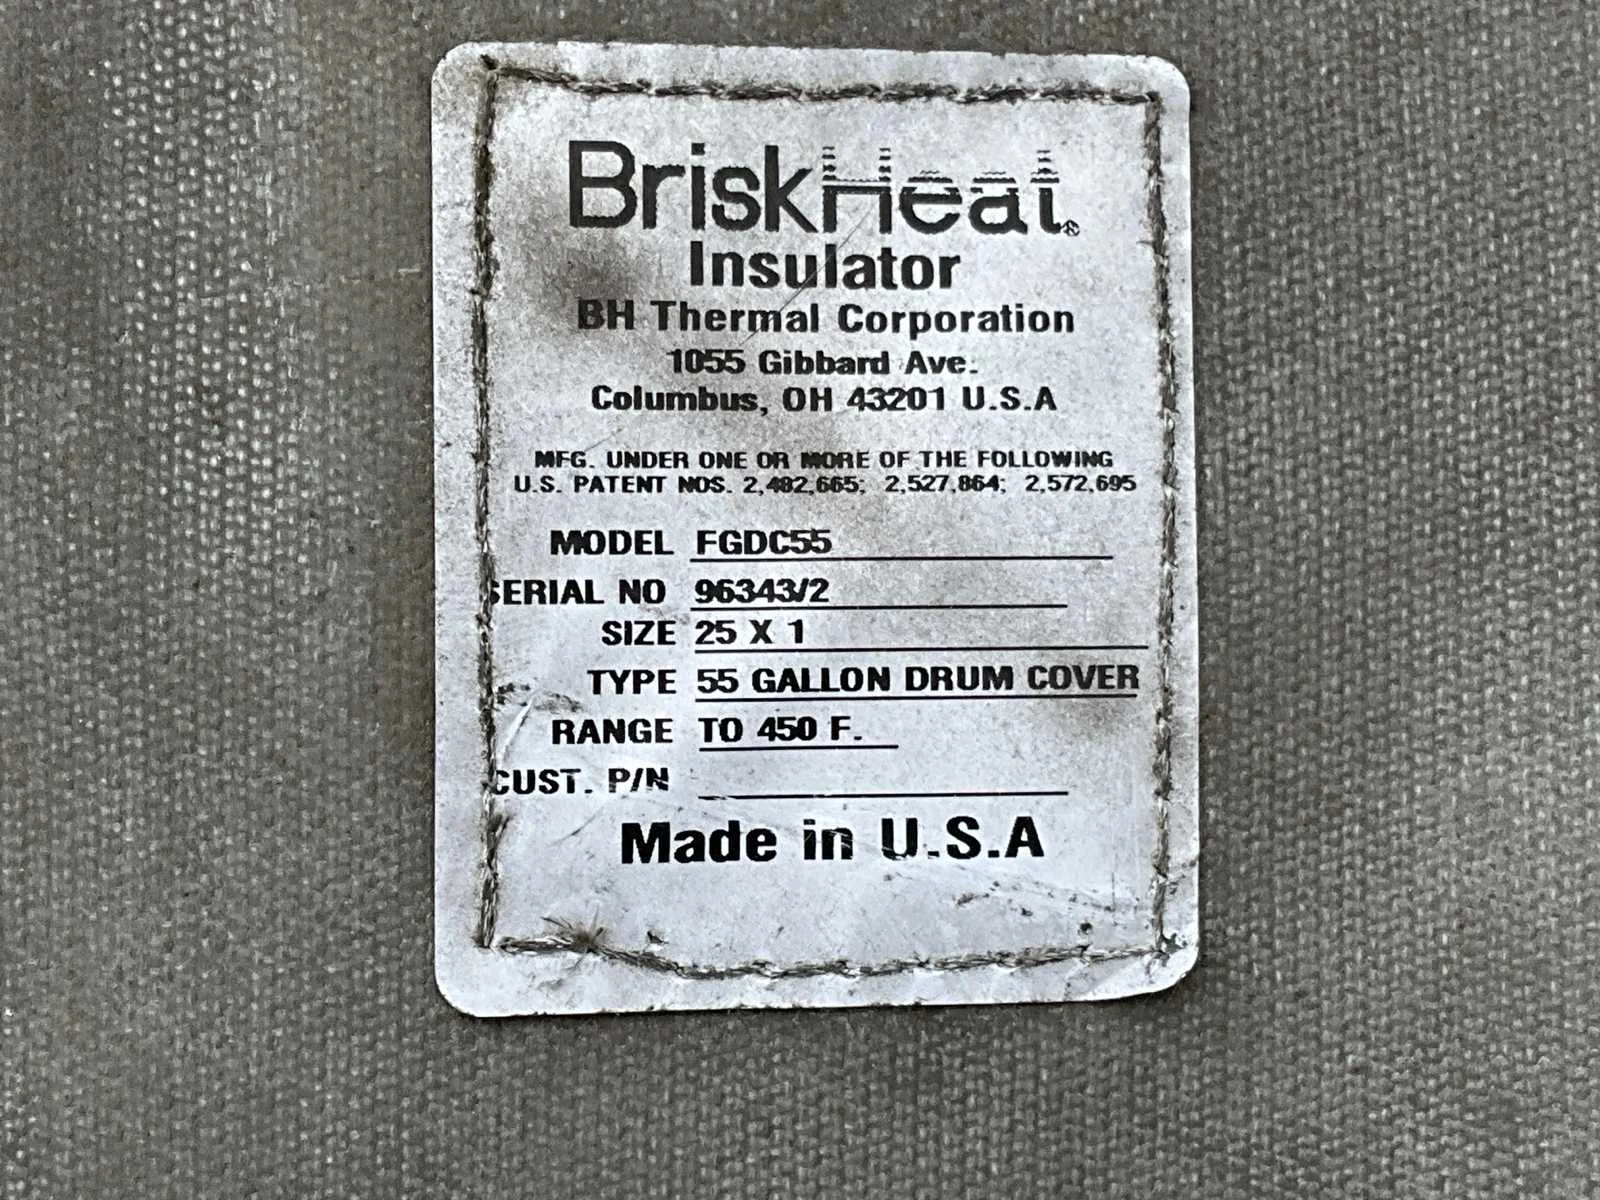 BriskHeat®
Insulator
BH Thermal Corporation
1055 Gibbard Ave.
Columbus, OH 43201 U.S.A
MFG. UNDER ONE OR MORE OF THE FOLLOWING
U.S. PATENT NOS. 2,482,665; 2,527,864; 2,572,695
MODEL FGDC55
SERIAL NO 96343/2
SIZE 25 X 1
TYPE 55 GALLON DRUM COVER
RANGE TO 450 F.
CUST. P/N
Made in U.S.A